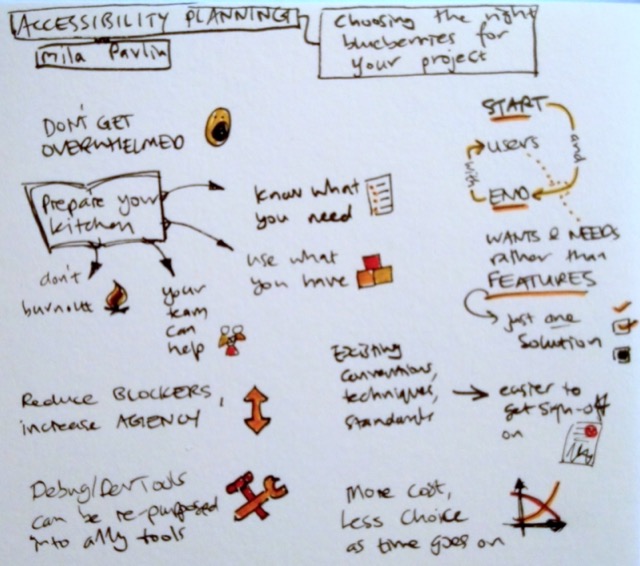 ACCESSIBILITY PLANNING
Mila Pavlin
Choosing the right
blueberries for
your project
DON'T GET
OVERWHELMED
START
and
users
with
END
WANTS & NEEDS
rather than
FEATURES
just one
Solution
Prepare your
kitchen
know what
you need
use what
you have
don't
burnout
your
team
can
help
Existing
conventions,
techniques,
standards
easier to
get sign-off
on
Reduce BLOCKERS,
increase AGENCY
Debug/DevTools
can be re-purposed
into a11y tools
More cost,
Less choice
as time goes on